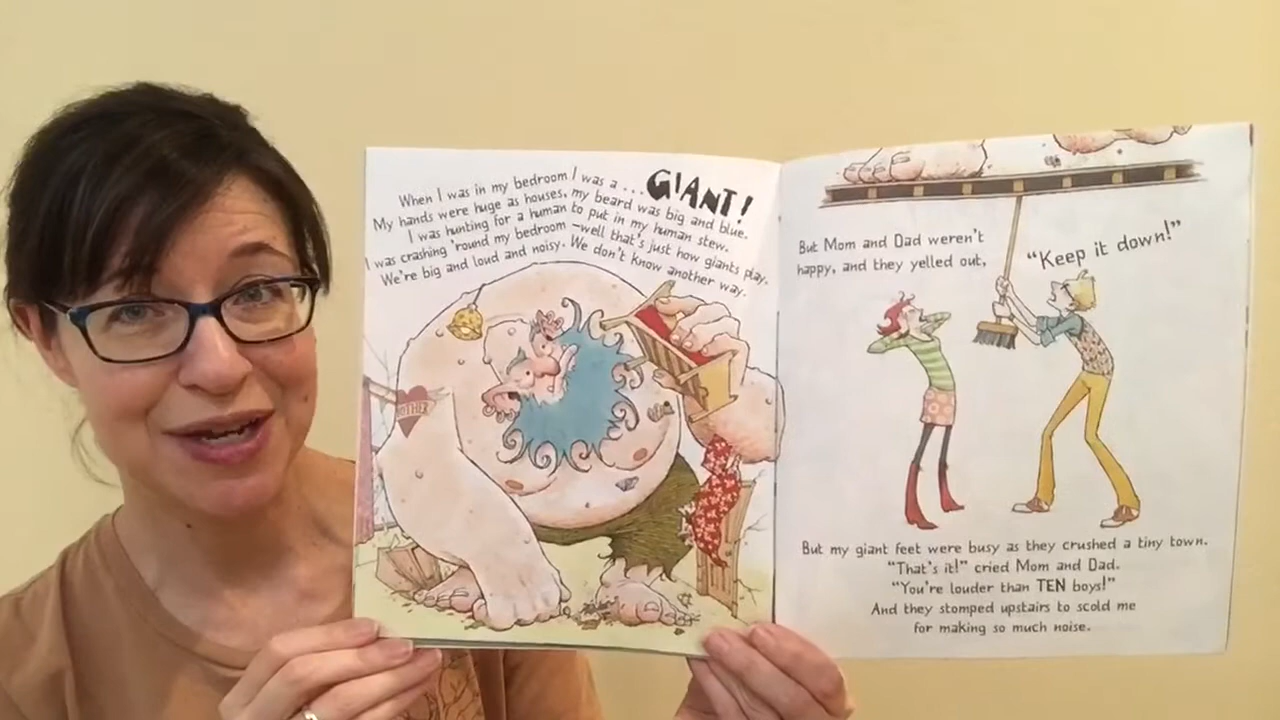 When I was in my bedroom I was a ... GIANT!
My hands were huge as houses, my beard was big and blue.
I was hunting for a human to put in my human stew.
I was crashing 'round my bedroom –well that's just how giants play.
We're big and loud and noisy. We don't know another way.
MOTHER
But Mom and Dad weren't
happy, and they yelled out,
"Keep it down!"
But my giant feet were busy as they crushed a tiny town.
"That's it!" cried Mom and Dad.
"You're louder than TEN boys!"
And they stomped upstairs to scold me
for making so much noise.